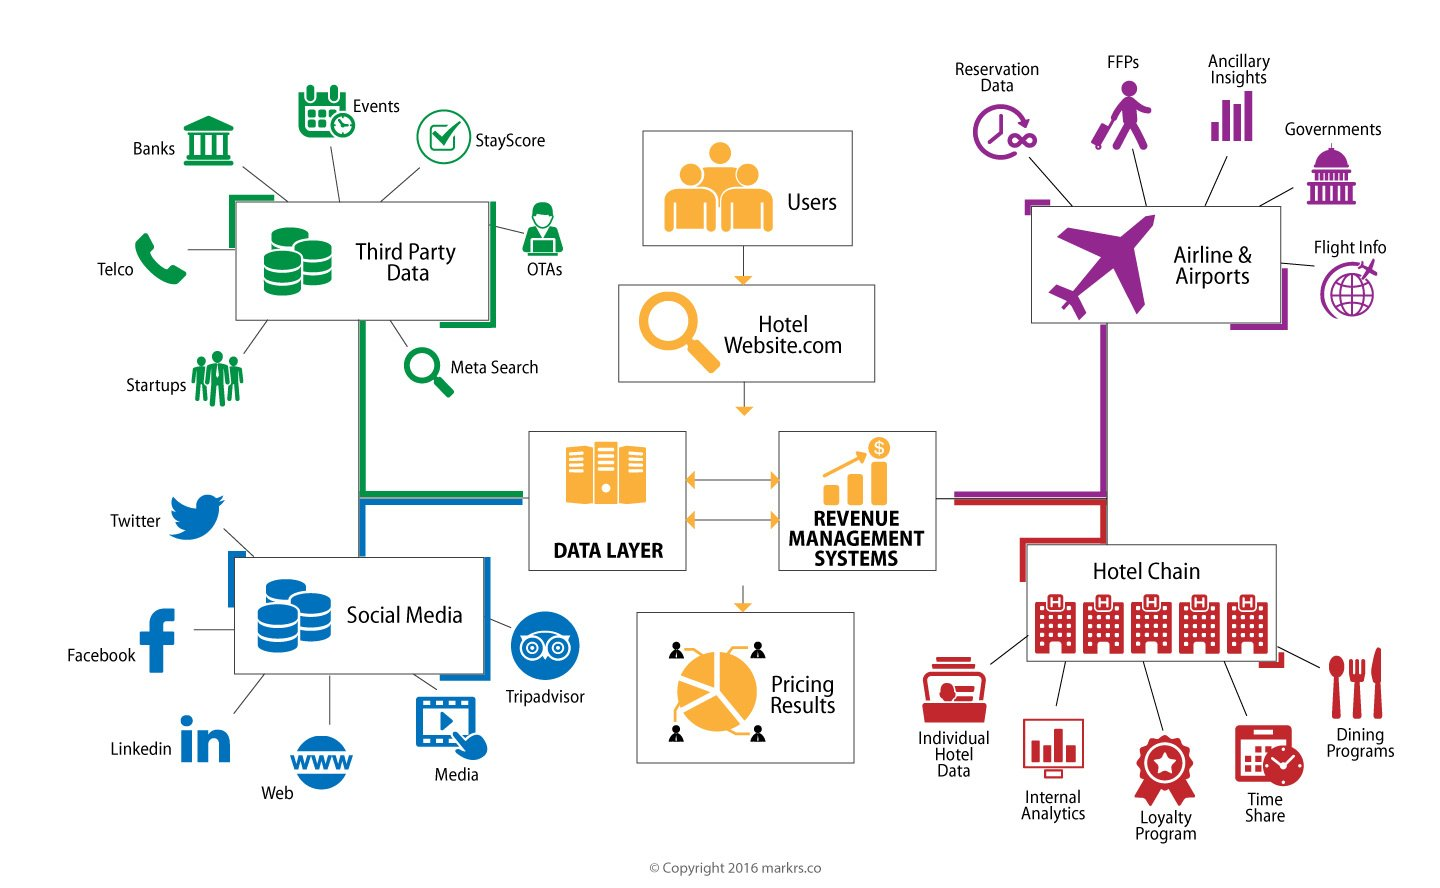 Banks
Events
StayScore
Telco
Third Party
Data
OTAs
Startups
Meta Search
Users
Hotel
Website.com
Reservation
Data
FFPs
Ancillary
Insights
Governments
Airline &
Airports
Flight Info
DATA LAYER
$
REVENUE
MANAGEMENT
SYSTEMS
Twitter
Facebook
Social Media
Tripadvisor
Linkedin
in
WWW
Web
Media
Pricing
Results
Hotel Chain
H
H
H
H
H
Individual
Hotel
Data
Internal
Analytics
Loyalty
Program
Time
Share
Dining
Programs
© Copyright 2016 markrs.co